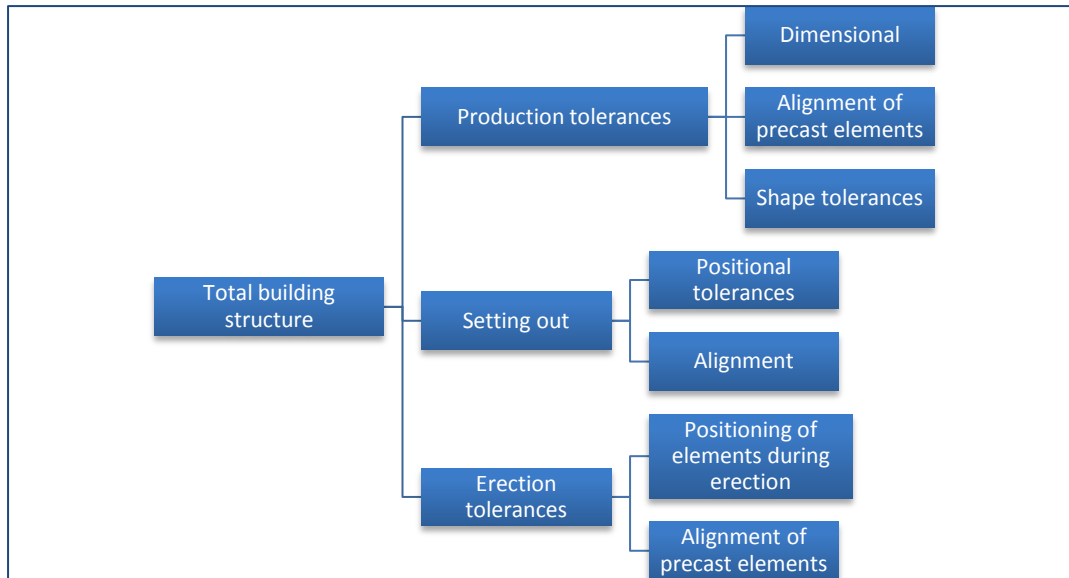 Dimensional
Production tolerances
Alignment of
precast elements
Shape tolerances
Total building
structure
Setting out
Positional
tolerances
Alignment
Erection
tolerances
Positioning of
elements during
erection
Alignment of
precast elements